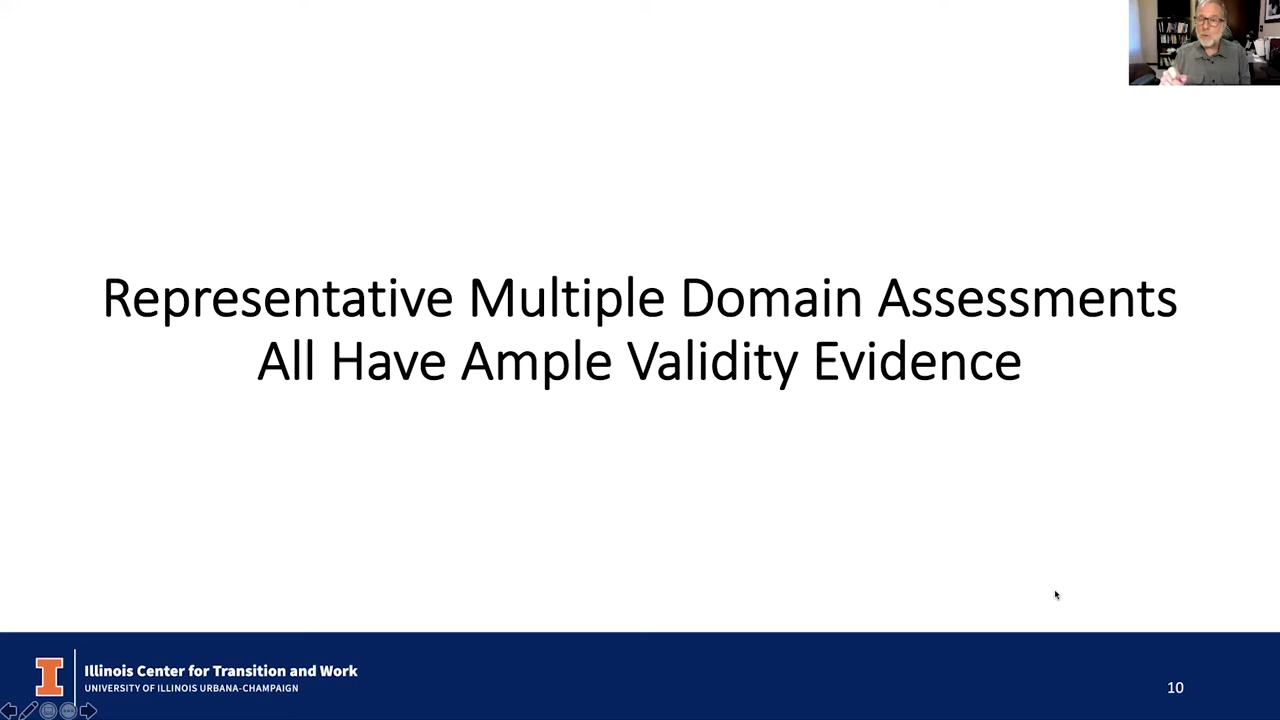 Representative Multiple Domain Assessments
All Have Ample Validity Evidence
Illinois Center for Transition and Work
UNIVERSITY OF ILLINOIS URBANA-CHAMPAIGN
10